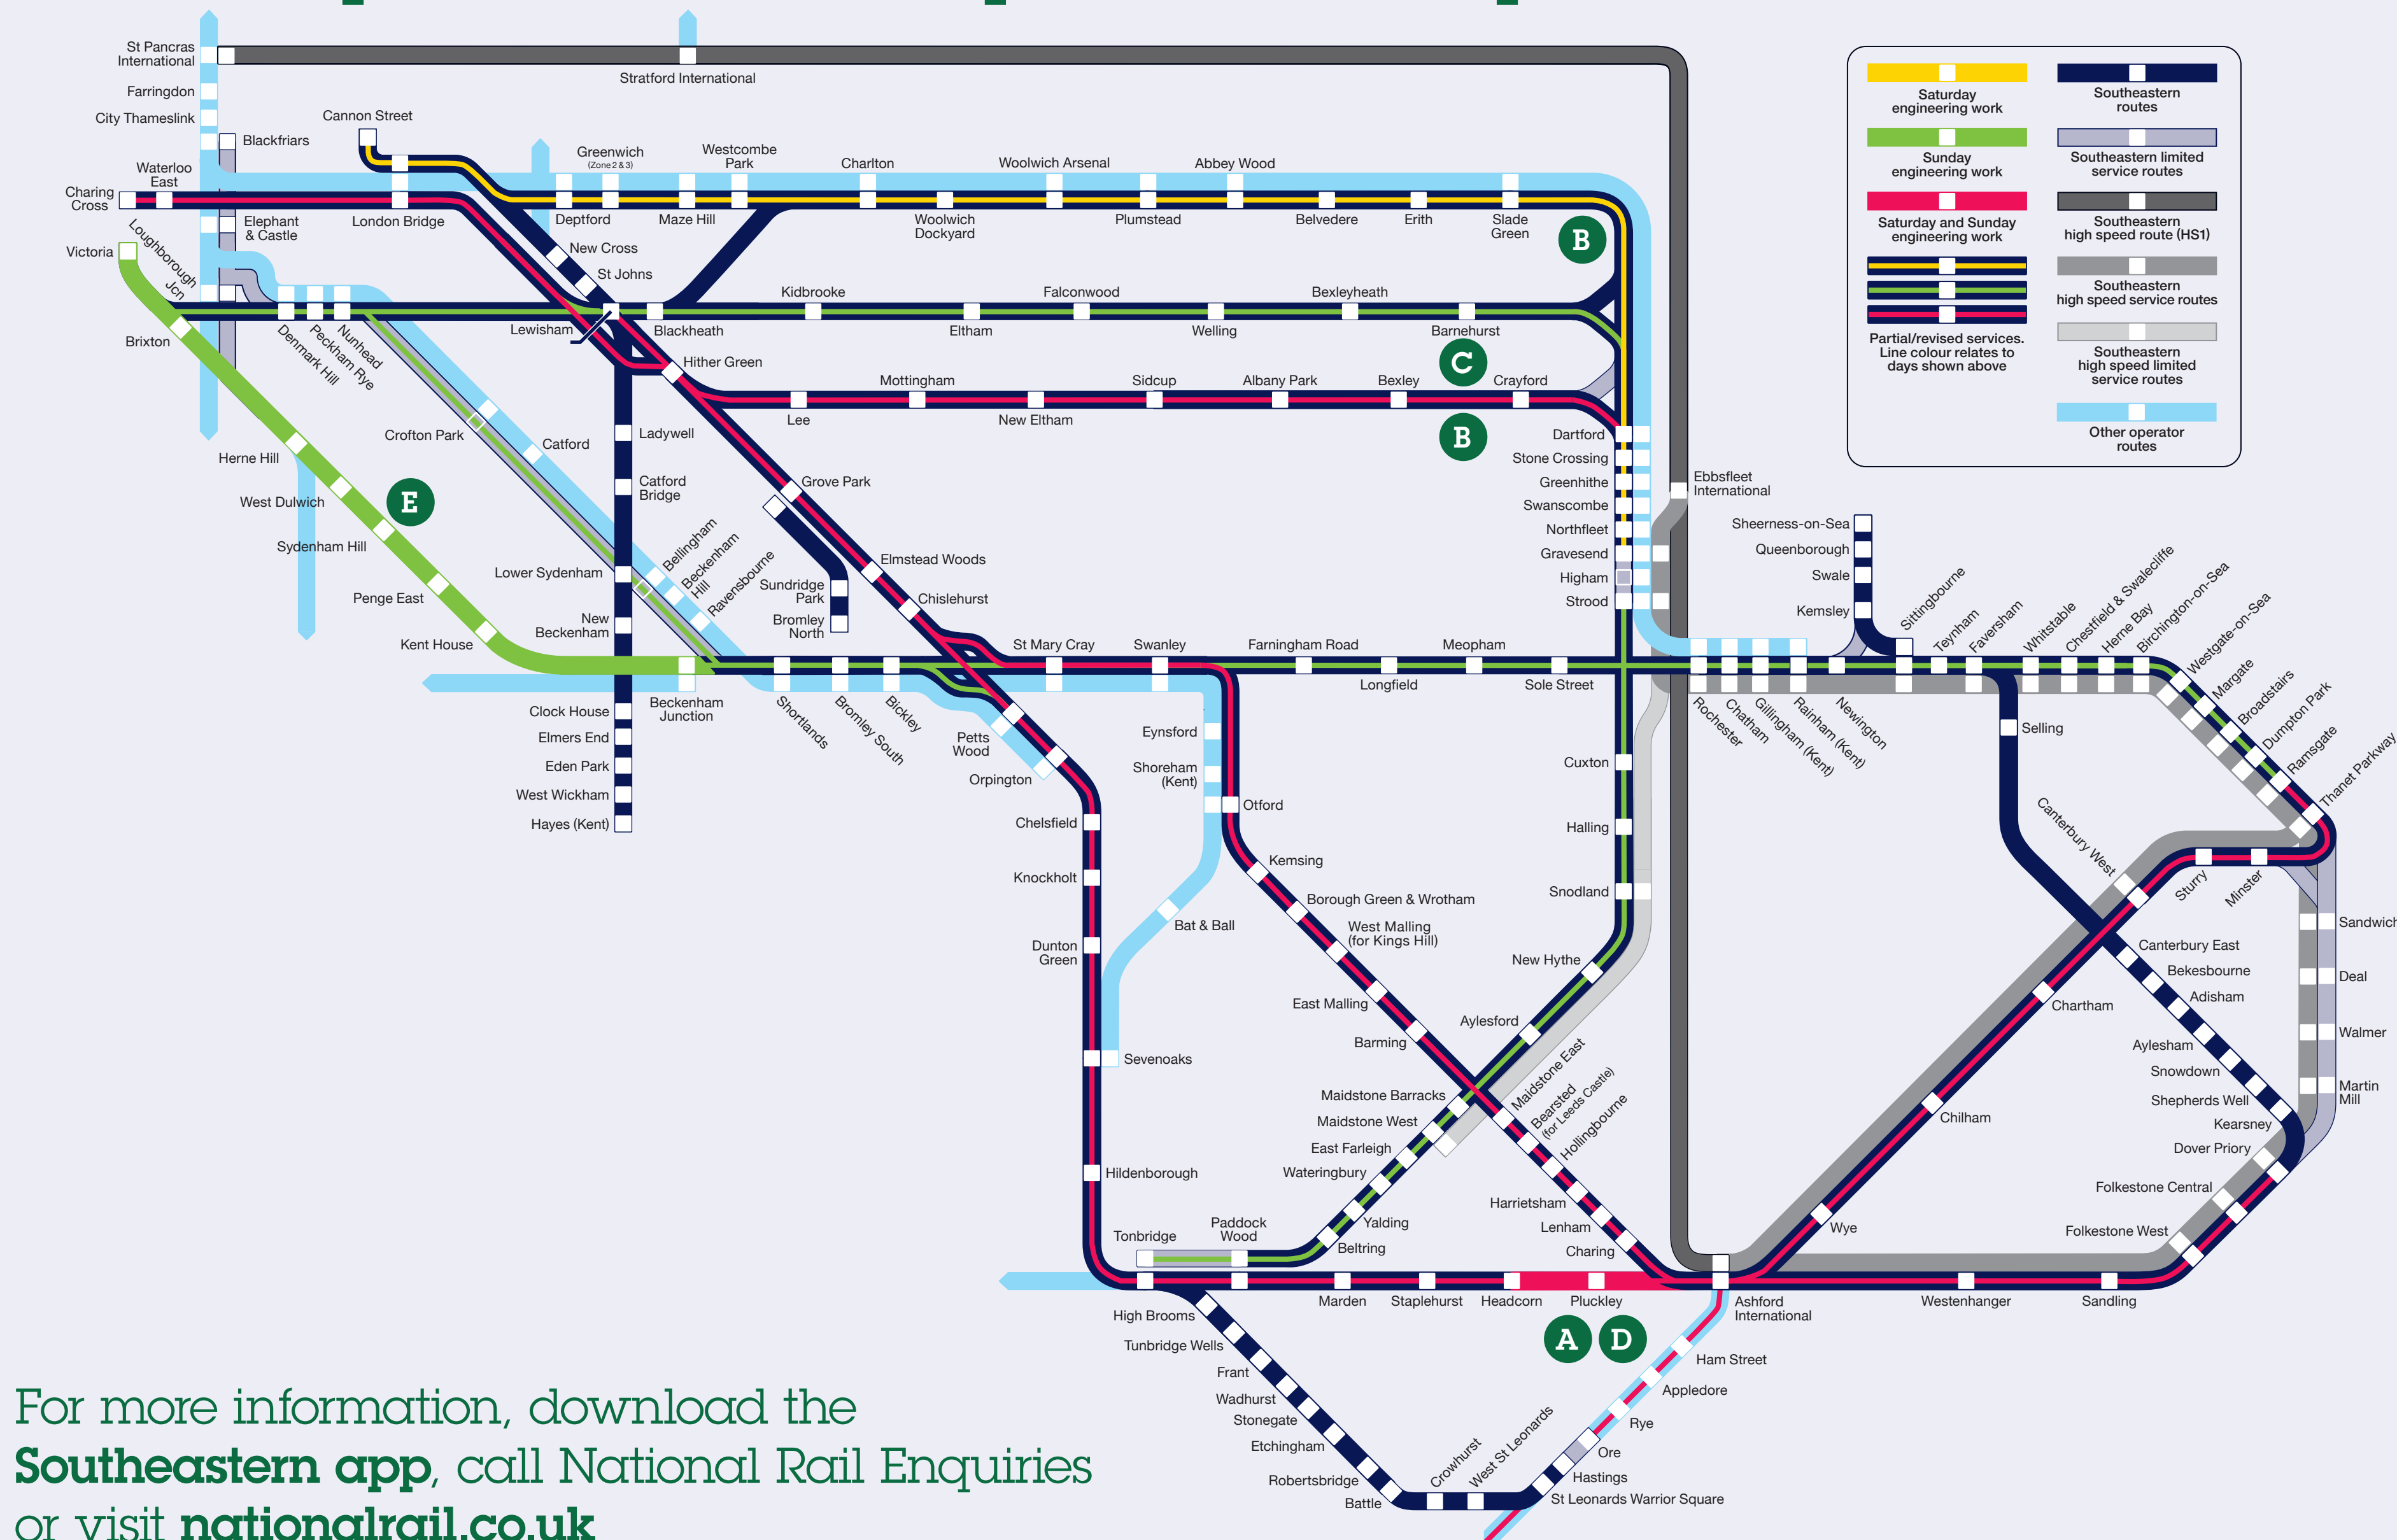 St Pancras
International
Stratford International
Farringdon
City Thameslink
Blackfriars
Cannon Street
Waterloo
East
Charing
Cross
Elephant
& Castle
London Bridge
Victoria
Loughborough
Jcn
Brixton
Greenwich
(Zone 2 & 3)
Westcombe
Park
Charlton
Woolwich Arsenal
Abbey Wood
Deptford
Maze Hill
Woolwich
Dockyard
Plumstead
Belvedere
Erith
Slade
Green
B
New Cross
St Johns
Lewisham
Blackheath
Kidbrooke
Eltham
Falconwood
Welling
Bexleyheath
Barnehurst
Denmark Hill
Peckham Rye
Nunhead
Hither Green
C
Lee
Mottingham
New Eltham
Sidcup
Albany Park
Bexley
Crayford
B
Saturday
engineering work
Southeastern
routes
Sunday
engineering work
Southeastern limited
service routes
Saturday and Sunday
engineering work
Southeastern
high speed route (HS1)
Southeastern
high speed service routes
Partial/revised services.
Line colour relates to
days shown above
Southeastern
high speed limited
service routes
Other operator
routes
Crofton Park
Catford
Ladywell
Catford
Bridge
Herne Hill
West Dulwich
E
Sydenham Hill
Penge East
Kent House
Lower Sydenham
New
Beckenham
Bellingham
Beckenham
Hill
Ravensbourne
Grove Park
Sundridge
Park
Bromley
North
Elmstead Woods
Chislehurst
Dartford
Stone Crossing
Greenhithe
Swanscombe
Northfleet
Gravesend
Higham
Strood
Ebbsfleet
International
Sheerness-on-Sea
Queenborough
Swale
Kemsley
Sittingbourne
Teynham
Faversham
Whitstable
Chestfield & Swalecliffe
Herne Bay
Birchington-on-Sea
Westgate-on-Sea
Margate
Broadstairs
Dumpton Park
Ramsgate
Thanet Parkway
St Mary Cray
Swanley
Farningham Road
Longfield
Meopham
Sole Street
Rochester
Chatham
Gillingham (Kent)
Rainham (Kent)
Newington
Selling
Beckenham
Junction
Shortlands
Bromley South
Bickley
Petts
Wood
Orpington
Clock House
Elmers End
Eden Park
West Wickham
Hayes (Kent)
Eynsford
Shoreham
(Kent)
Otford
Bat & Ball
Chelsfield
Knockholt
Dunton
Green
Sevenoaks
Hildenborough
Kemsing
Borough Green & Wrotham
West Malling
(for Kings Hill)
East Malling
Barming
Maidstone East
Bearsted
(for Leeds Castle)
Hollingbourne
Harrietsham
Lenham
Charing
Cuxton
Halling
Snodland
New Hythe
Aylesford
Maidstone Barracks
Maidstone West
East Farleigh
Wateringbury
Yalding
Beltring
Paddock
Wood
Tonbridge
Canterbury West
Sturry
Minster
Sandwich
Deal
Walmer
Martin
Mill
Canterbury East
Bekesbourne
Adisham
Aylesham
Snowdown
Shepherds Well
Kearsney
Dover Priory
Folkestone Central
Folkestone West
Chartham
Chilham
Wye
Marden
Staplehurst
Headcorn
Pluckley
Ashford
International
Westenhanger
Sandling
A
D
High Brooms
Tunbridge Wells
Frant
Wadhurst
Stonegate
Etchingham
Robertsbridge
Battle
Crowhurst
West St Leonards
St Leonards Warrior Square
Hastings
Ore
Rye
Appledore
Ham Street
For more information, download the
Southeastern app, call National Rail Enquiries
or visit nationalrail.co.uk